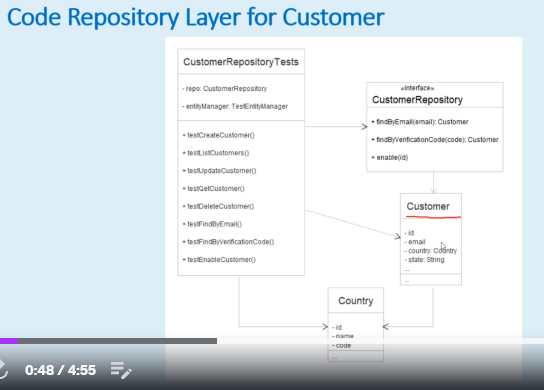 Code Repository Layer for Customer
CustomerRepositoryTests
- repo: CustomerRepository
- entityManager: TestEntityManager
+ testCreateCustomer()
+ testListCustomers()
+ testUpdateCustomer()
+ testGetCustomer()
+ testDeleteCustomer()
+ testFindByEmail()
+ testFindByVerificationCode()
+ testEnableCustomer()
«interface»
CustomerRepository
+ findByEmail(email): Customer
+ findByVerificationCode(code): Customer
+ enable(id)
Customer
- id
- email
- country: Country
- state: String
...
...
Country
- id
- name
- code
...
0:48 / 4:55